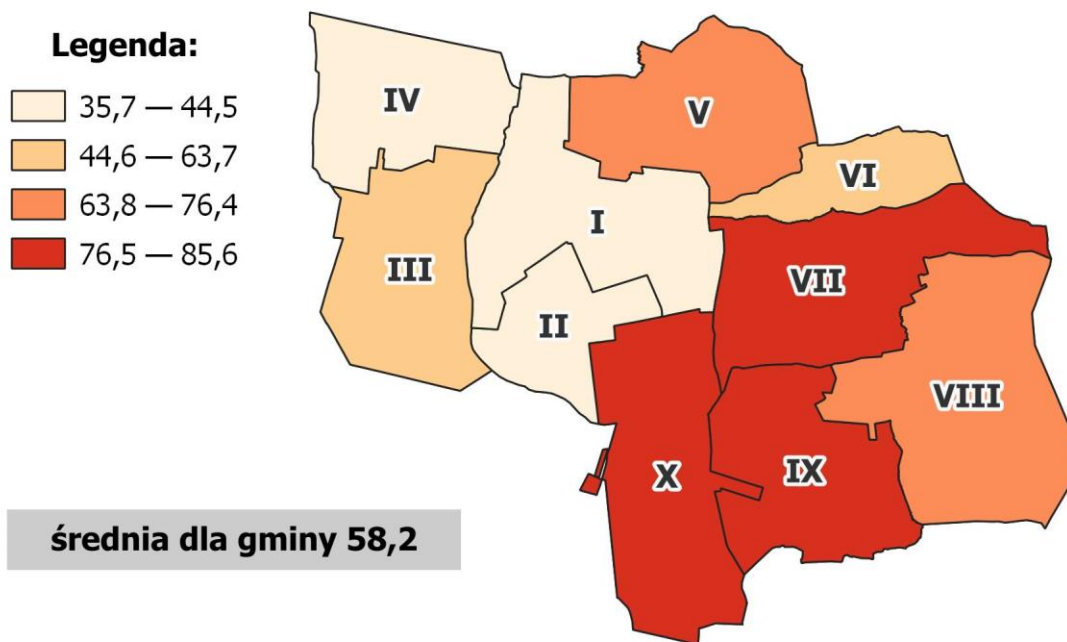 Legenda:
35,7 — 44,5
44,6 — 63,7
63,8 — 76,4
76,5 — 85,6
IV
V
VI
I
III
VII
II
VIII
X
IX
średnia dla gminy 58,2